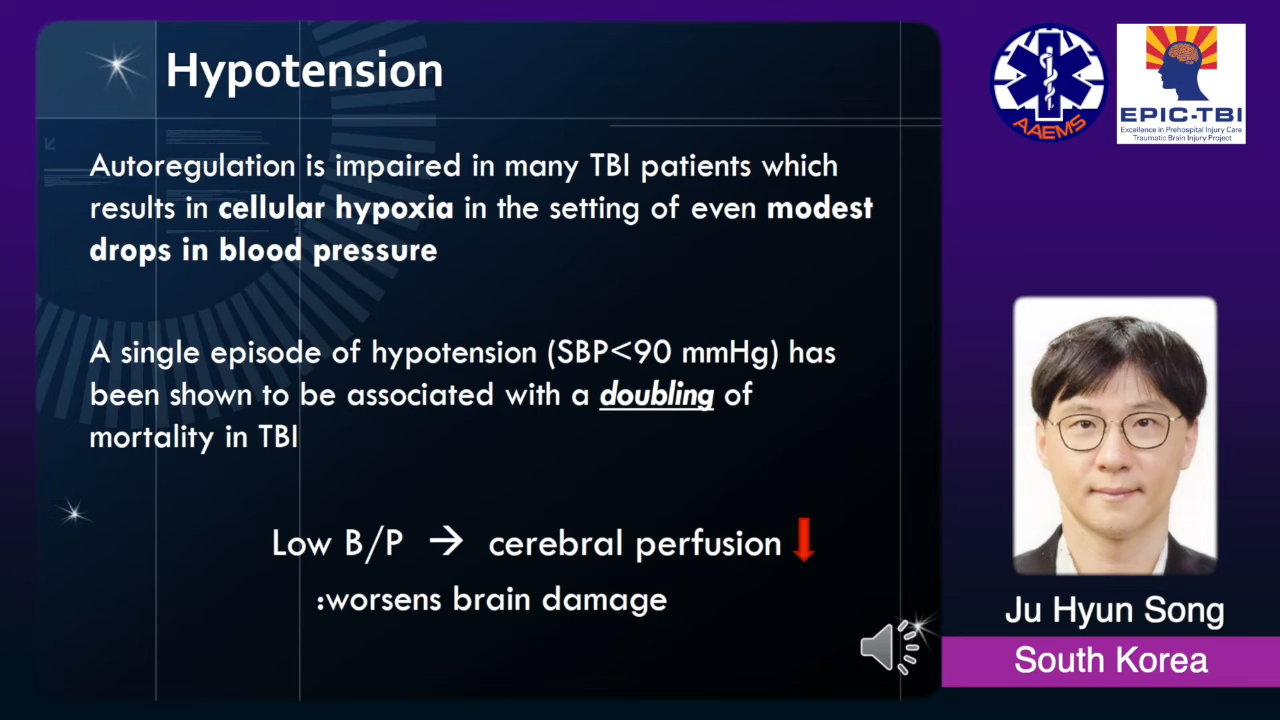 Hypotension
Autoregulation is impaired in many TBI patients which
results in cellular hypoxia in the setting of even modest
drops in blood pressure
A single episode of hypotension (SBP<90 mmHg) has
been shown to be associated with a doubling of
mortality in TBI
Low B/P → cerebral perfusion
:worsens brain damage
AAEMS
EPIC-TBI
Excellence in Prehospital Injury Care
Traumatic Brain Injury Project
Ju Hyun Song
South Korea